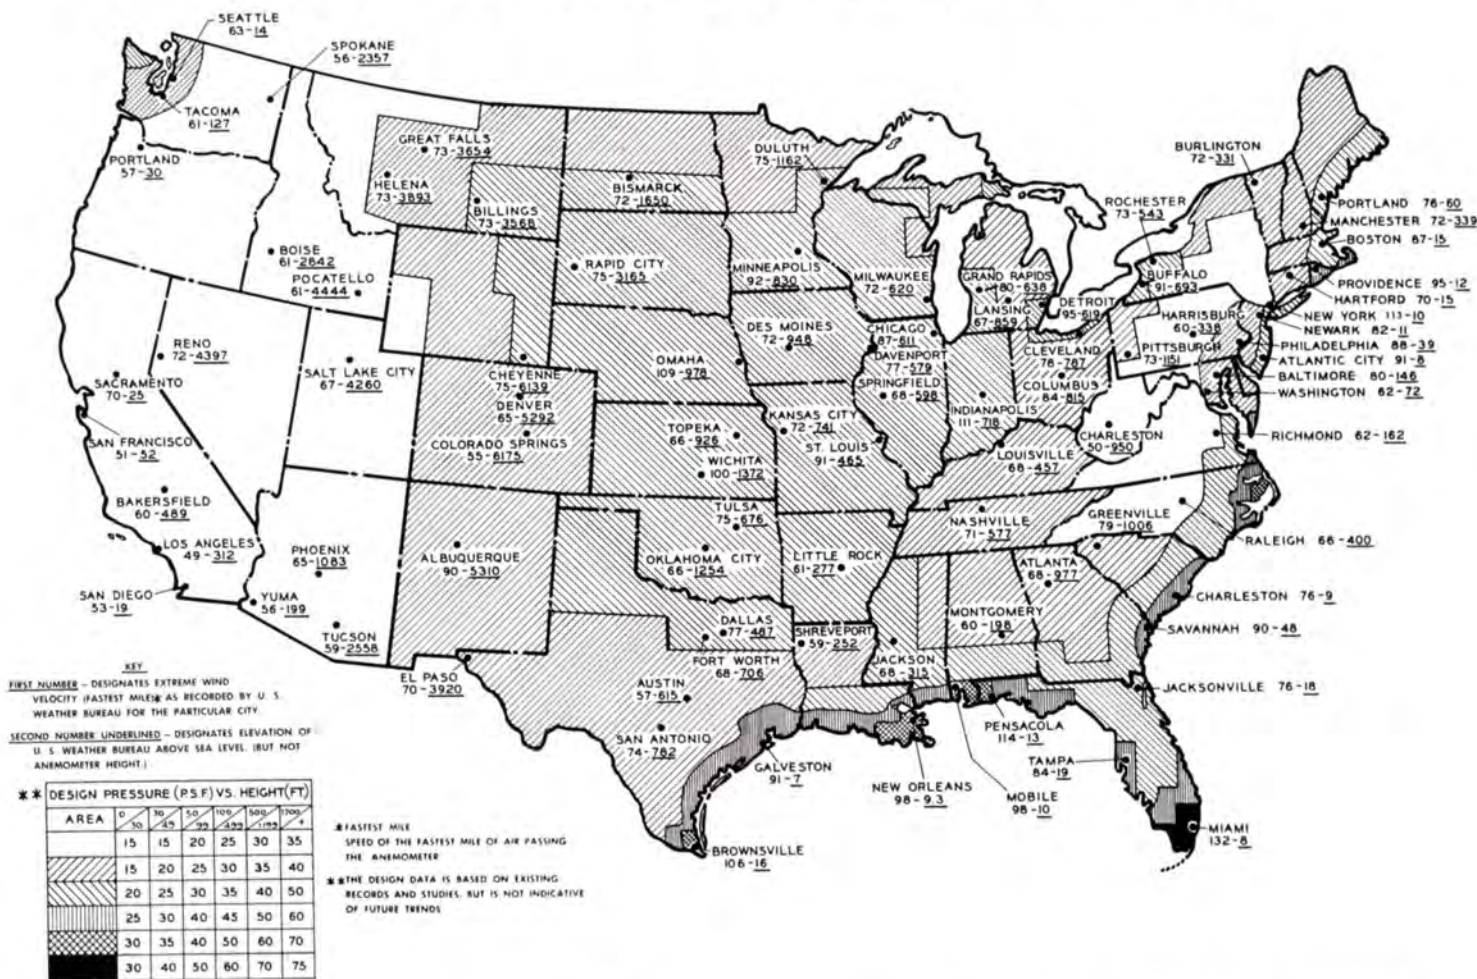 SEATTLE
63-14
SPOKANE
56-2357
TACOMA
61-127
PORTLAND
57-30
GREAT FALLS
73-3654
HELENA
73-3893
BILLINGS
73-3568
BISMARCK
72-1650
DULUTH
75-1162
BURLINGTON
72-331
ROCHESTER
73-543
PORTLAND 76-60
MANCHESTER 72-339
BOSTON 87-15
BOISE
61-2842
POCATELLO
61-4444
RAPID CITY
75-3165
MINNEAPOLIS
92-830
MILWAUKEE
72-620
GRAND RAPIDS
80-638
LANSING
67-859
DETROIT
95-619
BUFFALO
91-693
PROVIDENCE 95-12
HARTFORD 70-15
NEW YORK 113-10
NEWARK 82-11
PHILADELPHIA 88-39
ATLANTIC CITY 91-8
BALTIMORE 80-146
WASHINGTON 62-72
HARRISBURG
60-338
PITTSBURGH
73-1151
RENO
72-4397
SACRAMENTO
70-25
SALT LAKE CITY
67-4260
CHEYENNE
75-6139
DENVER
65-5292
COLORADO SPRINGS
55-6175
OMAHA
109-978
DES MOINES
72-948
CHICAGO
87-611
DAVENPORT
77-579
SPRINGFIELD
68-598
CLEVELAND
78-787
COLUMBUS
84-815
INDIANAPOLIS
111-718
SAN FRANCISCO
51-52
TOPEKA
66-926
KANSAS CITY
72-741
ST. LOUIS
91-465
WICHITA
100-1372
LOUISVILLE
68-457
CHARLESTON
50-950
RICHMOND 62-162
BAKERSFIELD
60-489
LOS ANGELES
49-312
SAN DIEGO
53-19
PHOENIX
65-1083
YUMA
56-199
TUCSON
59-2558
ALBUQUERQUE
90-5310
TULSA
75-676
OKLAHOMA CITY
66-1254
LITTLE ROCK
61-277
NASHVILLE
71-577
GREENVILLE
79-1006
RALEIGH 66-400
ATLANTA
68-977
CHARLESTON 76-9
SAVANNAH 90-48
MONTGOMERY
60-198
JACKSON
68-315
SHREVEPORT
59-252
DALLAS
77-487
FORT WORTH
68-706
EL PASO
70-3920
AUSTIN
57-615
SAN ANTONIO
74-782
GALVESTON
91-7
NEW ORLEANS
98-9.3
MOBILE
98-10
PENSACOLA
114-13
JACKSONVILLE 76-18
TAMPA
84-19
MIAMI
132-8
BROWNSVILLE
106-16
KEY
FIRST NUMBER – DESIGNATES EXTREME WIND
VELOCITY (FASTEST MILE)* AS RECORDED BY U. S.
WEATHER BUREAU FOR THE PARTICULAR CITY
SECOND NUMBER UNDERLINED – DESIGNATES ELEVATION OF
U. S WEATHER BUREAU ABOVE SEA LEVEL. (BUT NOT
ANEMOMETER HEIGHT.)
** DESIGN PRESSURE (P.S.F) VS. HEIGHT(FT)
AREA 0/30 30/49 50/99 100/499 500/1199 1200/+
15 15 20 25 30 35
15 20 25 30 35 40
20 25 30 35 40 50
25 30 40 45 50 60
30 35 40 50 60 70
30 40 50 60 70 75
* FASTEST MILE
SPEED OF THE FASTEST MILE OF AIR PASSING
THE ANEMOMETER
** THE DESIGN DATA IS BASED ON EXISTING
RECORDS AND STUDIES, BUT IS NOT INDICATIVE
OF FUTURE TRENDS